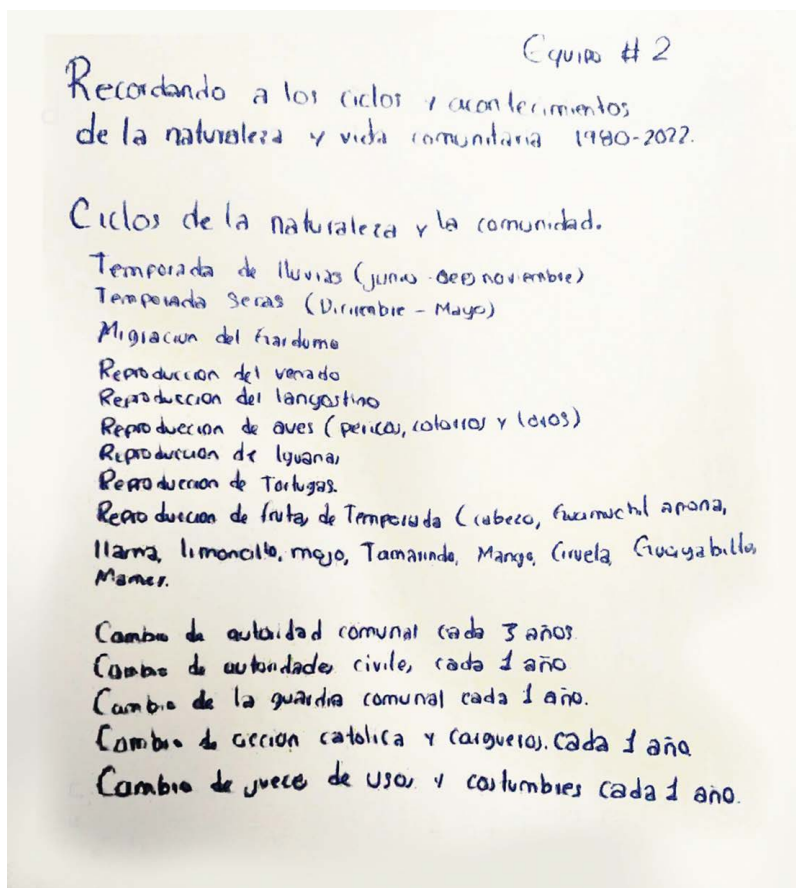 Equipo # 2
Recordando a los ciclos y acontecimientos
de la naturaleza y vida comunitaria 1980-2022.
Ciclos de la naturaleza y la comunidad.
Temporada de lluvias (junio - noviembre)
Temporada secas (Diciembre - Mayo)
Migracion del
Reproduccion del venado
Reproduccion del langostino
Reproduccion de aves (pericos, cotorros y loros)
Reproduccion de Iguanas
Reproduccion de Tortugas.
Reproduccion de frutas de Temporada (cabezo, Guamuchil anona,
llama, limoncillo, mojo, Tamarindo, Mango, Ciruela, Guayabillo,
Mamey.
Cambio de autoridad comunal cada 3 años
Cambio de autoridades civiles, cada 1 año
Cambio de la guardia comunal cada 1 año.
Cambio de accion catolica y cargueros. cada 1 año
Cambio de jueces de usos y costumbres cada 1 año.